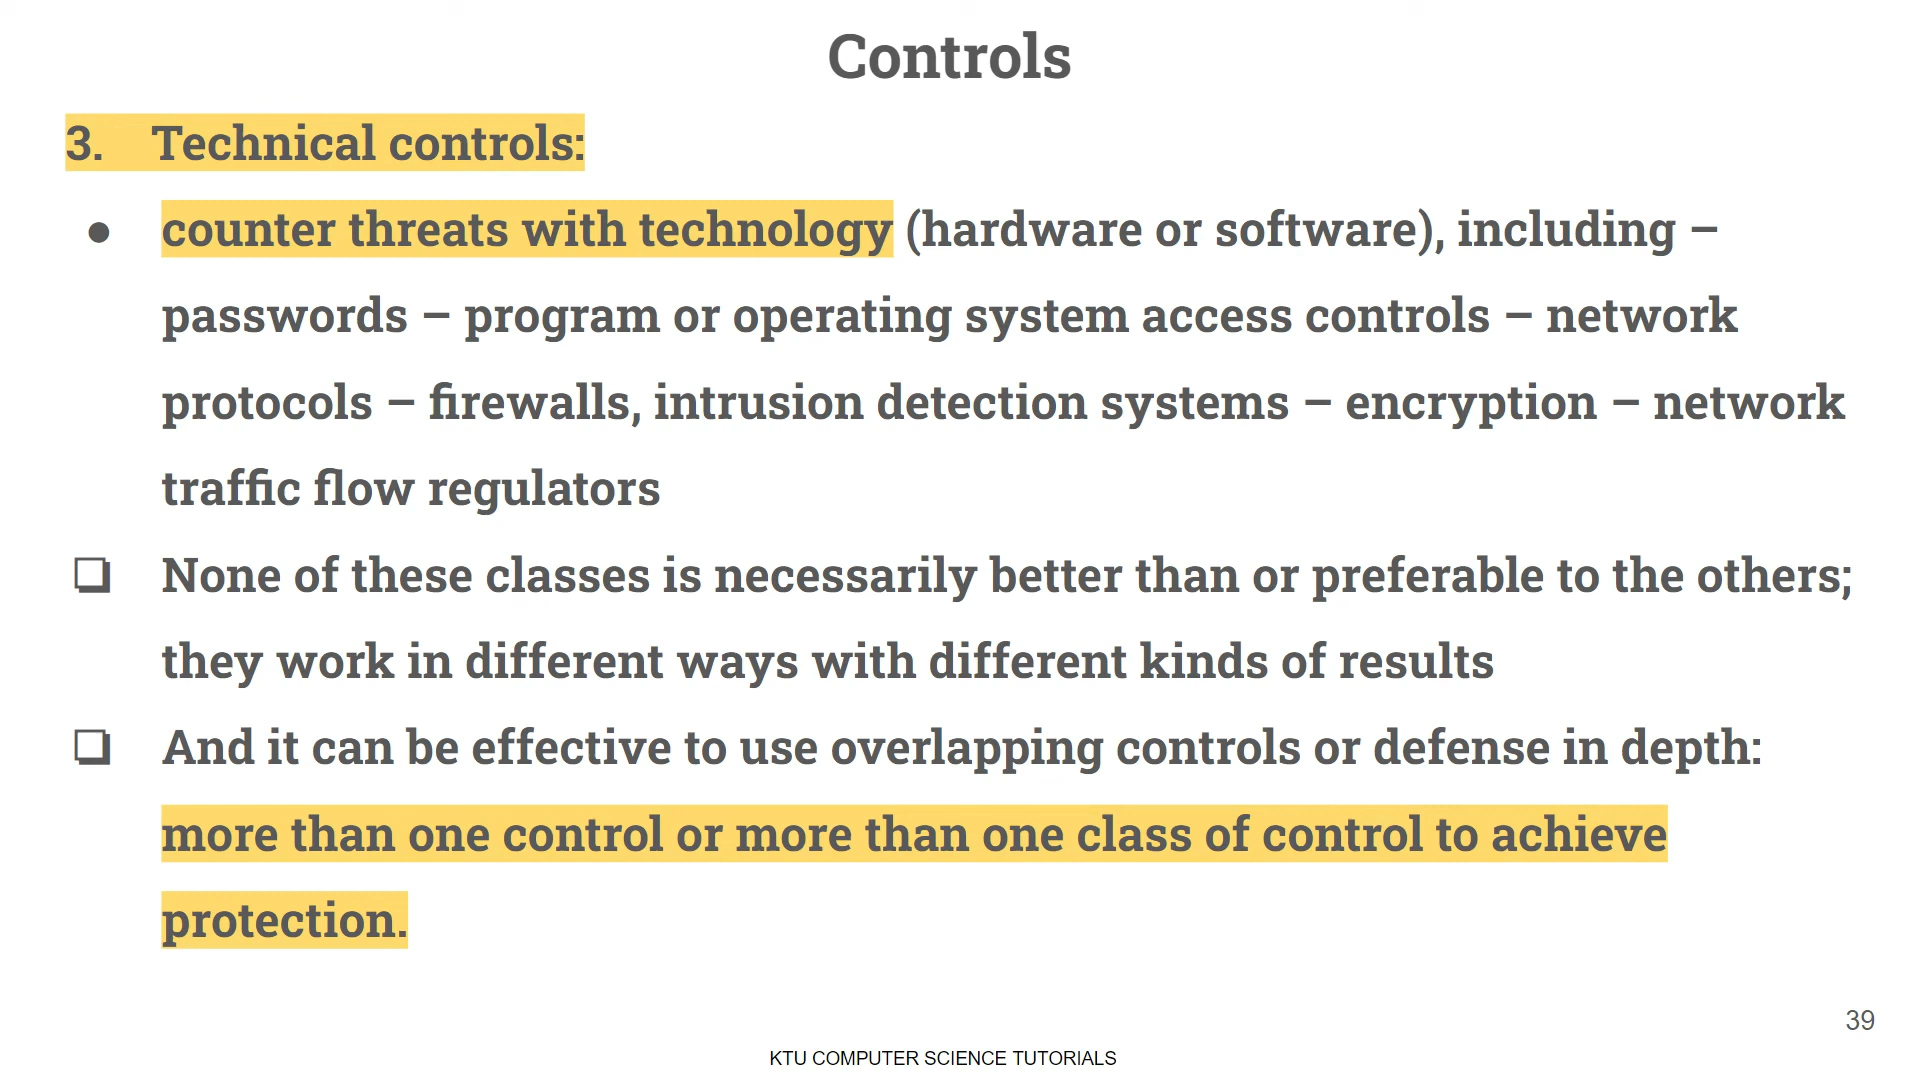 Controls
3. Technical controls:
● counter threats with technology (hardware or software), including –
passwords – program or operating system access controls – network
protocols – firewalls, intrusion detection systems – encryption – network
traffic flow regulators
❏ None of these classes is necessarily better than or preferable to the others;
they work in different ways with different kinds of results
❏ And it can be effective to use overlapping controls or defense in depth:
more than one control or more than one class of control to achieve
protection.
39
KTU COMPUTER SCIENCE TUTORIALS